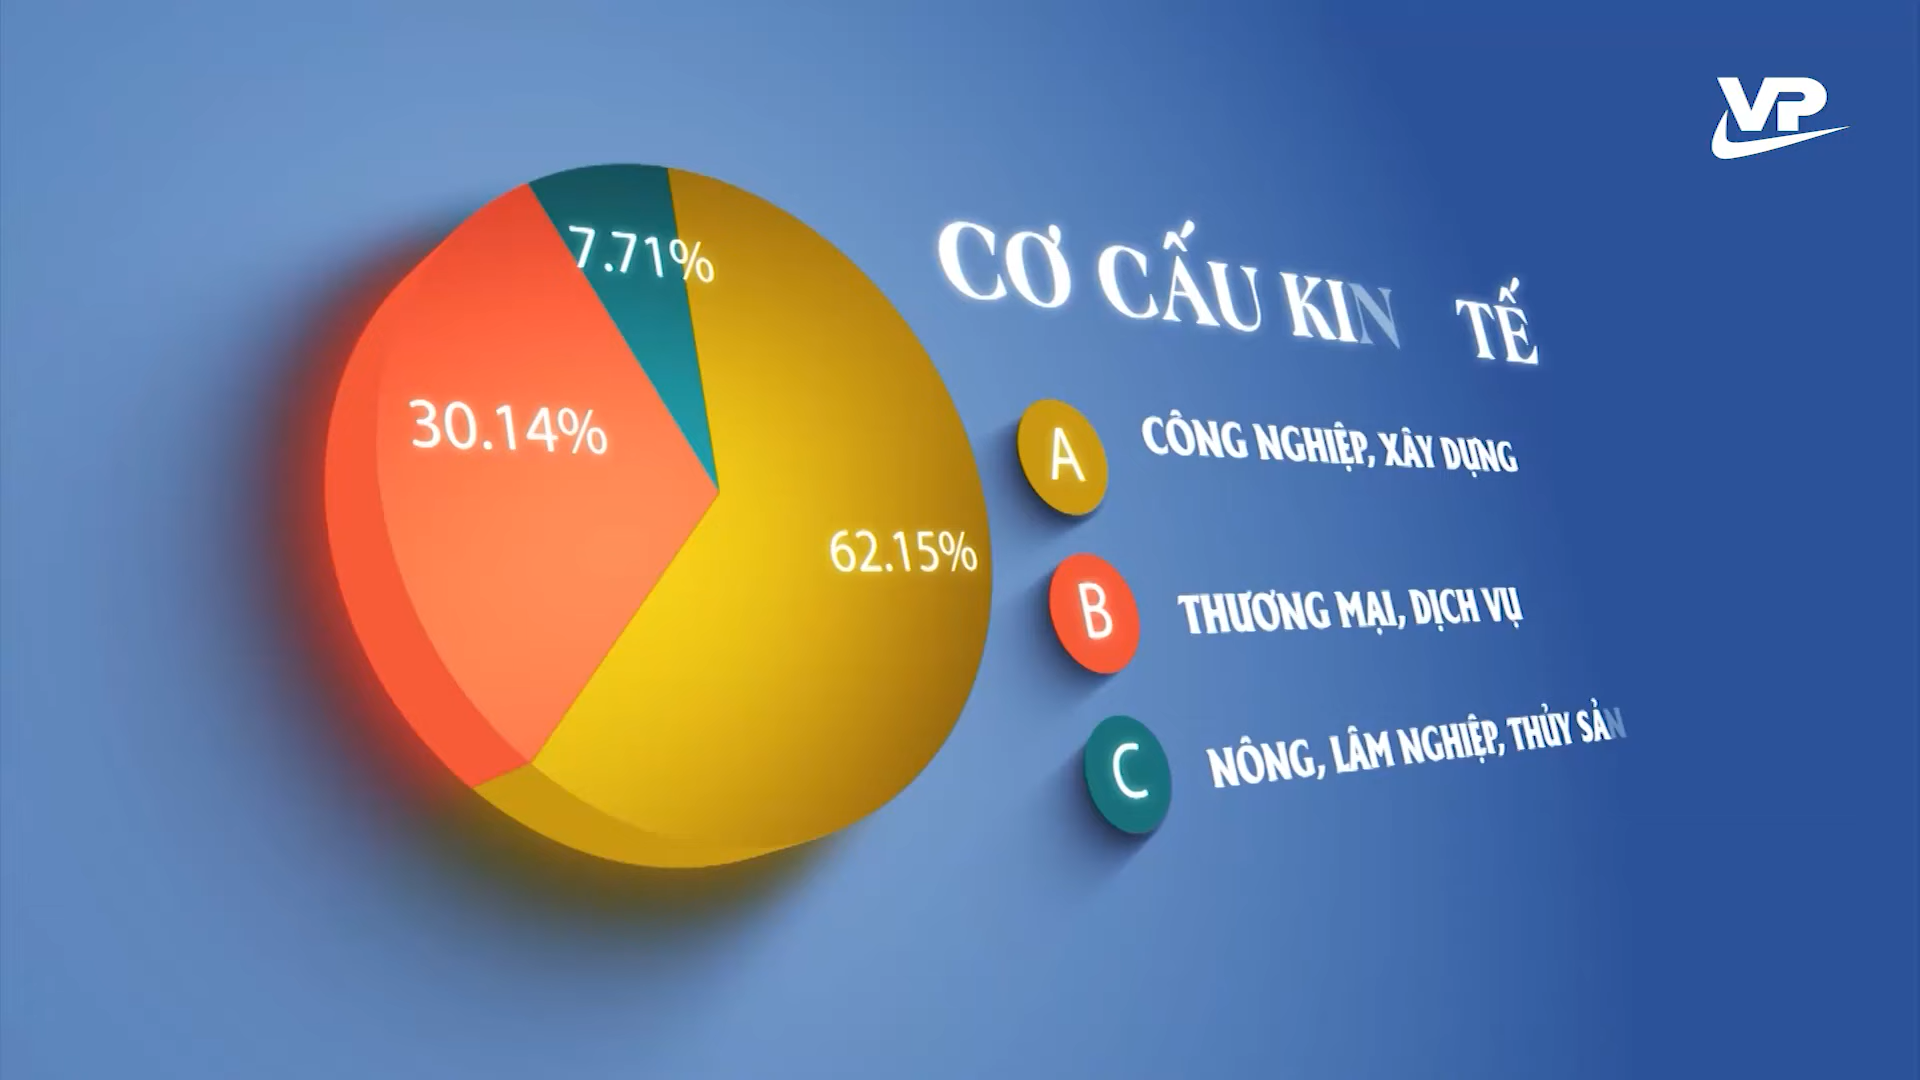 VP
CƠ CẤU KIN TẾ
7.71%
30.14%
62.15%
A CÔNG NGHIỆP, XÂY DỰNG
B THƯƠNG MẠI, DỊCH VỤ
C NÔNG, LÂM NGHIỆP, THỦY SẢN